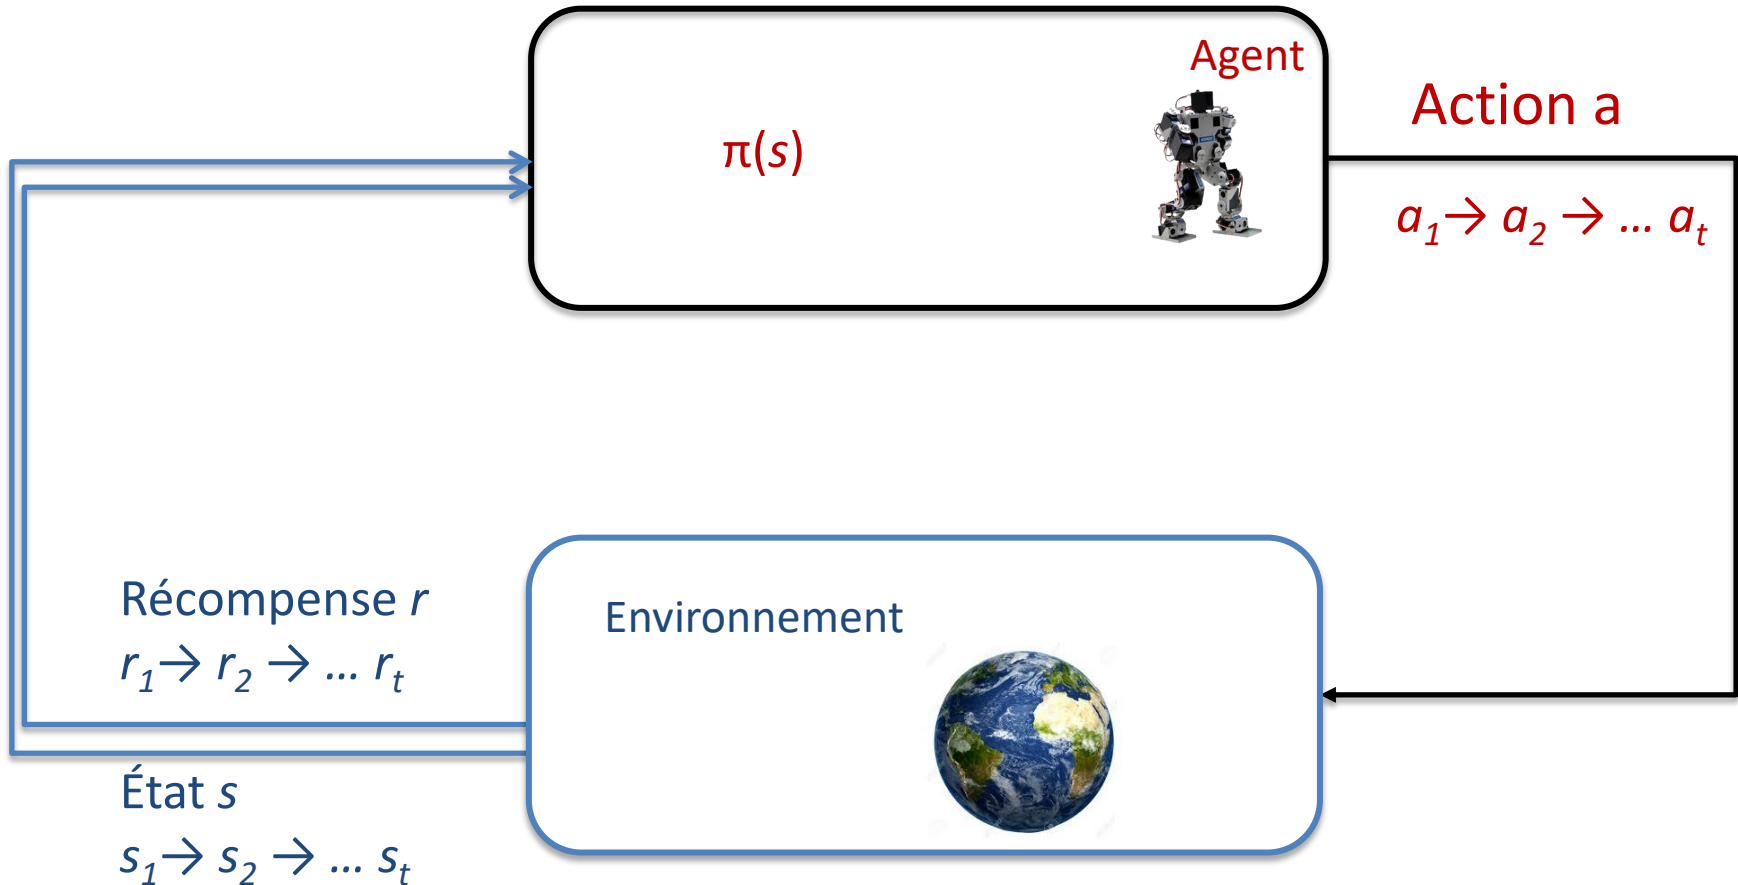 Agent
Action a
π(s)
a1→ a2 → ... at
Récompense r
r1→ r2 → ... rt
Environnement
État s
s1→ s2 → ... st